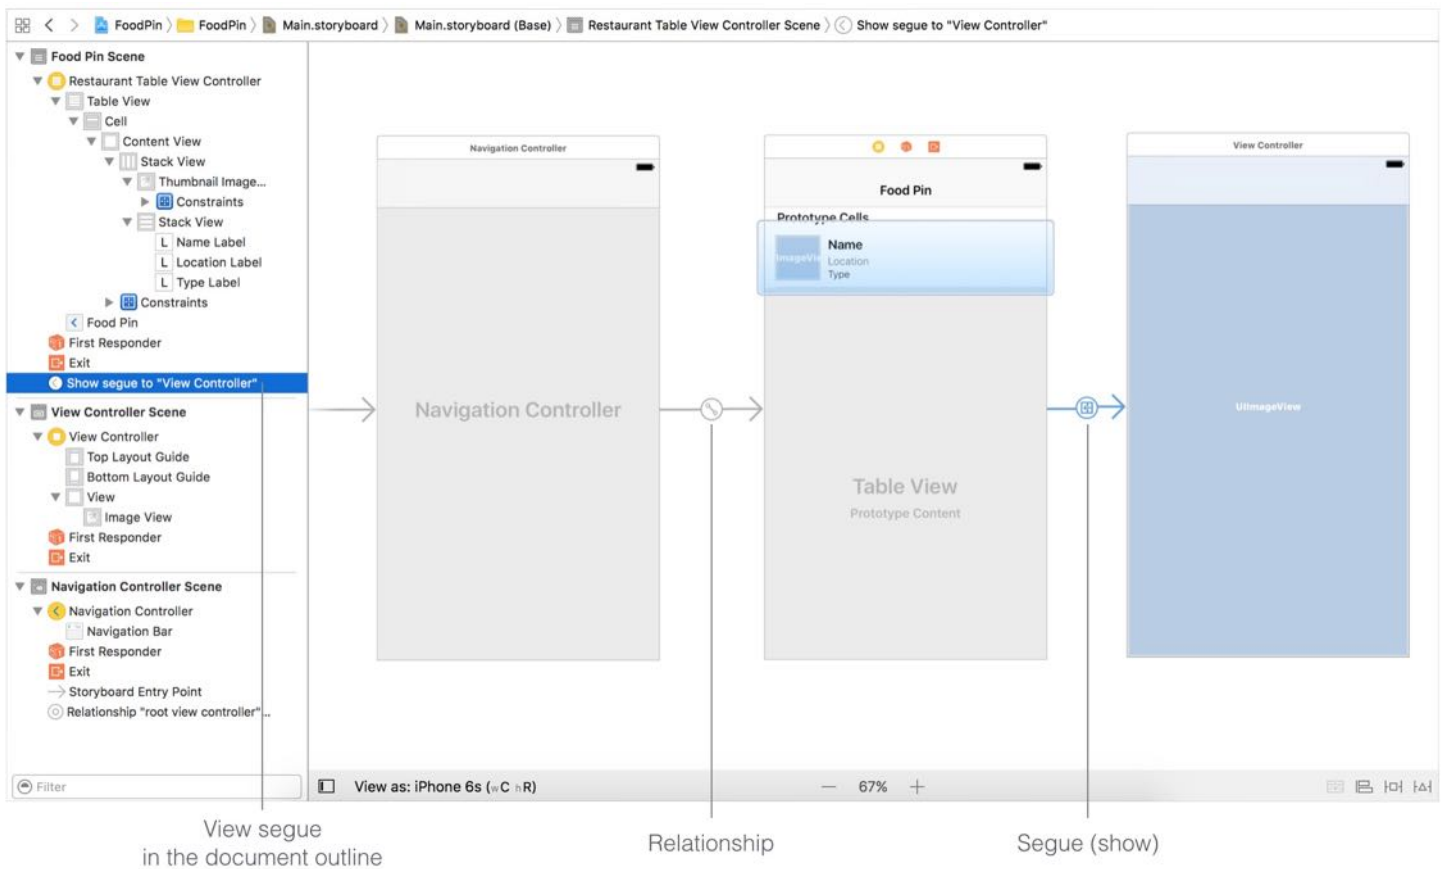 FoodPin FoodPin Main.storyboard Main.storyboard (Base) Restaurant Table View Controller Scene Show segue to "View Controller"
Food Pin Scene
Restaurant Table View Controller
Table View
Cell
Content View
Stack View
Thumbnail Image...
Constraints
Stack View
L Name Label
L Location Label
L Type Label
Constraints
Food Pin
First Responder
Exit
Show segue to "View Controller"
View Controller Scene
View Controller
Top Layout Guide
Bottom Layout Guide
View
Image View
First Responder
Exit
Navigation Controller Scene
Navigation Controller
Navigation Bar
First Responder
Exit
Storyboard Entry Point
Relationship "root view controller"...
Filter
Navigation Controller
Navigation Controller
Food Pin
Prototype Cells
ImageVie
Name
Location
Type
Table View
Prototype Content
View Controller
UIImageView
View as: iPhone 6s (wC hR)
67%
View segue
in the document outline
Relationship
Segue (show)